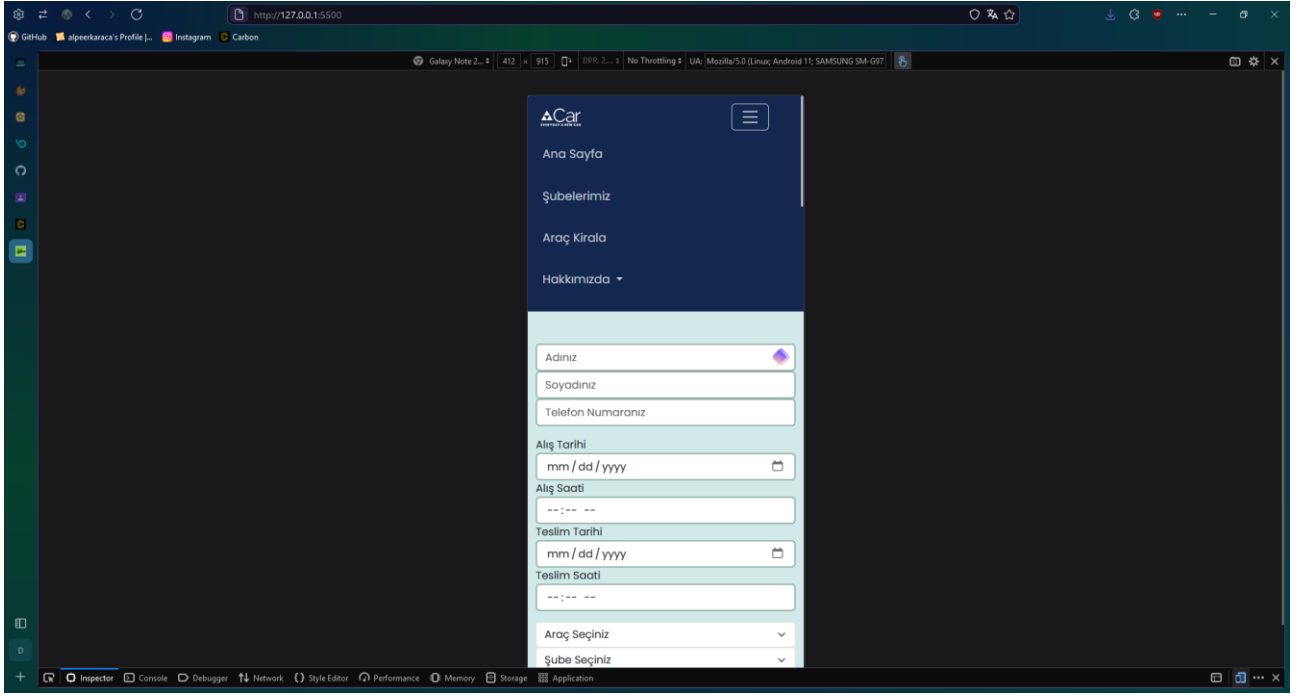 http://127.0.0.1:5500
GitHub alpeerkaraca's Profile |... Instagram Carbon
Galaxy Note 2... 412 × 915 DPR: 2... No Throttling UA: Mozilla/5.0 (Linux; Android 11; SAMSUNG SM-G97
Car
Ana Sayfa
Şubelerimiz
Araç Kirala
Hakkımızda
Adınız
Soyadınız
Telefon Numaranız
Alış Tarihi
mm / dd / yyyy
Alış Saati
--:-- --
Teslim Tarihi
mm / dd / yyyy
Teslim Saati
--:-- --
Araç Seçiniz
Şube Seçiniz
D
Inspector Console Debugger Network Style Editor Performance Memory Storage Application